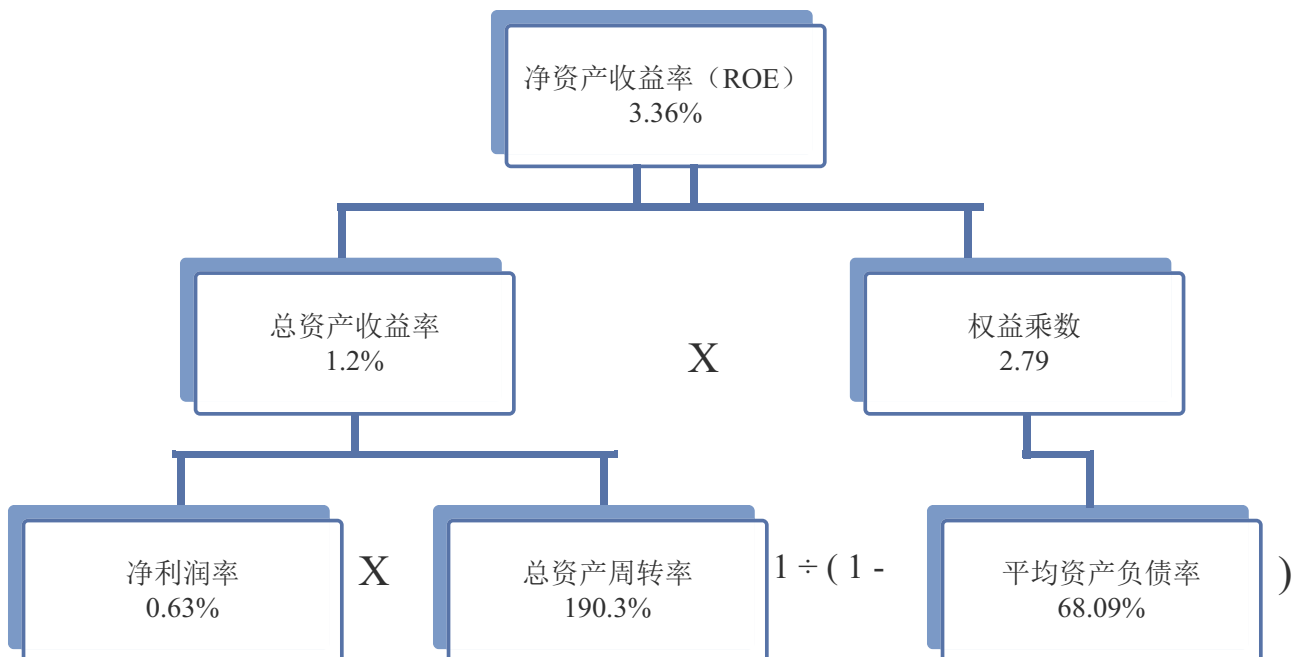 净资产收益率（ROE）
3.36%
总资产收益率
1.2%
X
权益乘数
2.79
净利润率
0.63%
X
总资产周转率
190.3%
1 ÷ ( 1 -
平均资产负债率
68.09%
)